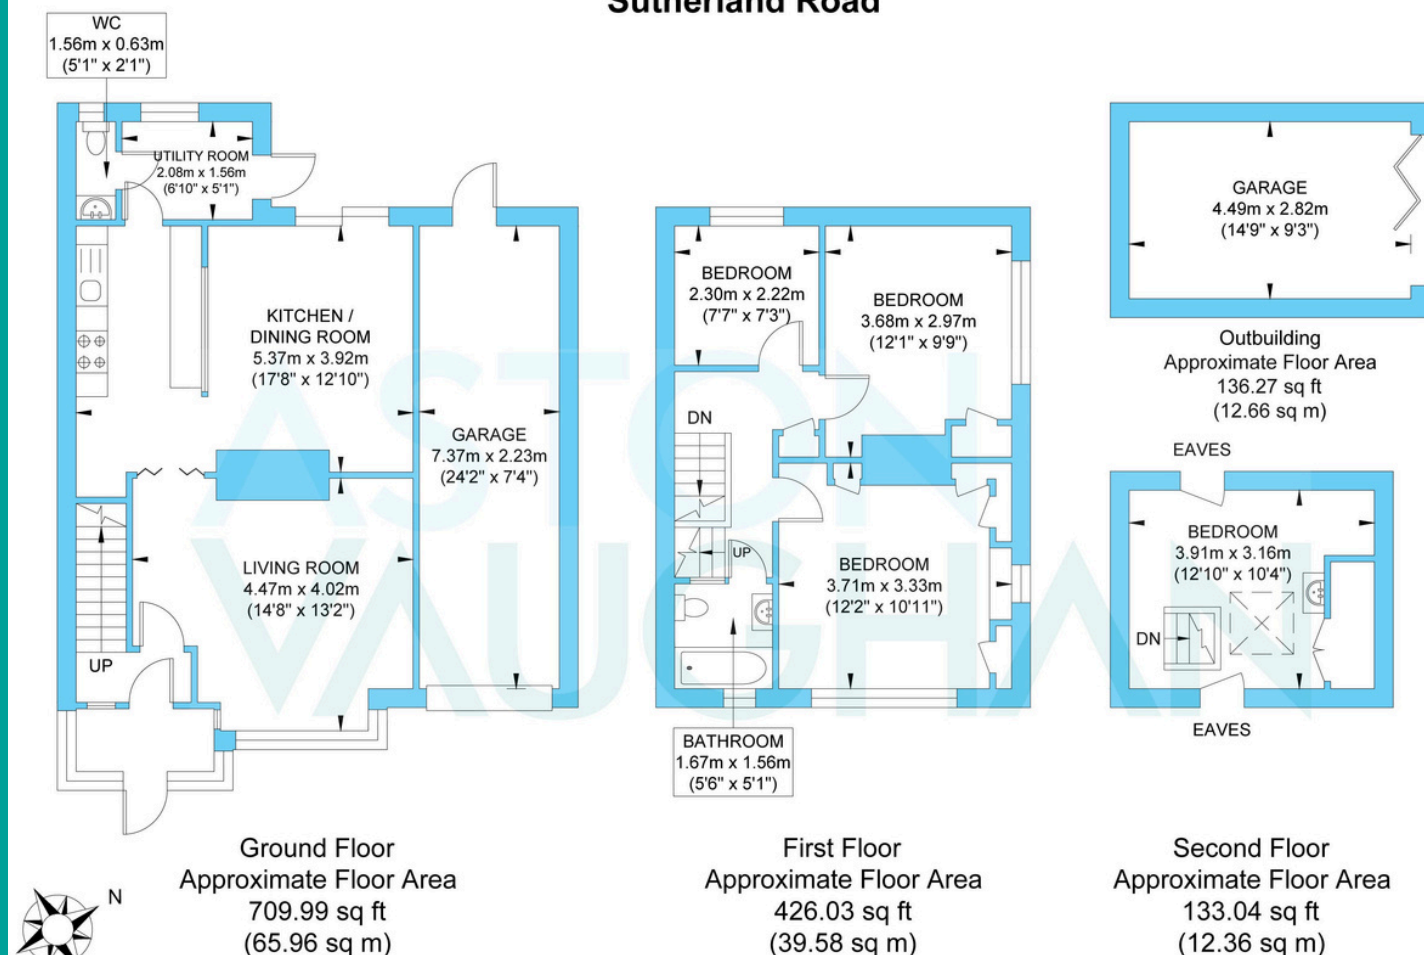 Sutherland Road
WC
1.56m x 0.63m
(5'1" x 2'1")
UTILITY ROOM
2.08m x 1.56m
(6'10" x 5'1")
KITCHEN /
DINING ROOM
5.37m x 3.92m
(17'8" x 12'10")
GARAGE
7.37m x 2.23m
(24'2" x 7'4")
LIVING ROOM
4.47m x 4.02m
(14'8" x 13'2")
UP
Ground Floor
Approximate Floor Area
709.99 sq ft
(65.96 sq m)
N
BEDROOM
2.30m x 2.22m
(7'7" x 7'3")
BEDROOM
3.68m x 2.97m
(12'1" x 9'9")
DN
UP
BEDROOM
3.71m x 3.33m
(12'2" x 10'11")
BATHROOM
1.67m x 1.56m
(5'6" x 5'1")
First Floor
Approximate Floor Area
426.03 sq ft
(39.58 sq m)
GARAGE
4.49m x 2.82m
(14'9" x 9'3")
Outbuilding
Approximate Floor Area
136.27 sq ft
(12.66 sq m)
EAVES
BEDROOM
3.91m x 3.16m
(12'10" x 10'4")
DN
EAVES
Second Floor
Approximate Floor Area
133.04 sq ft
(12.36 sq m)
ASTON
VAUGHAN